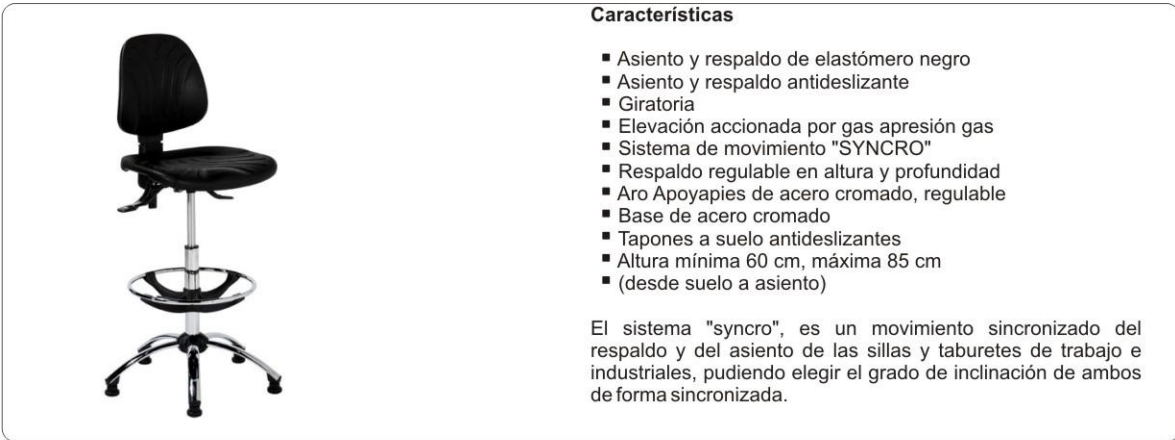 Características
▪ Asiento y respaldo de elastómero negro
▪ Asiento y respaldo antideslizante
▪ Giratoria
▪ Elevación accionada por gas apresión gas
▪ Sistema de movimiento "SYNCRO"
▪ Respaldo regulable en altura y profundidad
▪ Aro Apoyapies de acero cromado, regulable
▪ Base de acero cromado
▪ Tapones a suelo antideslizantes
▪ Altura mínima 60 cm, máxima 85 cm
▪ (desde suelo a asiento)
El sistema "syncro", es un movimiento sincronizado del
respaldo y del asiento de las sillas y taburetes de trabajo e
industriales, pudiendo elegir el grado de inclinación de ambos
de forma sincronizada.